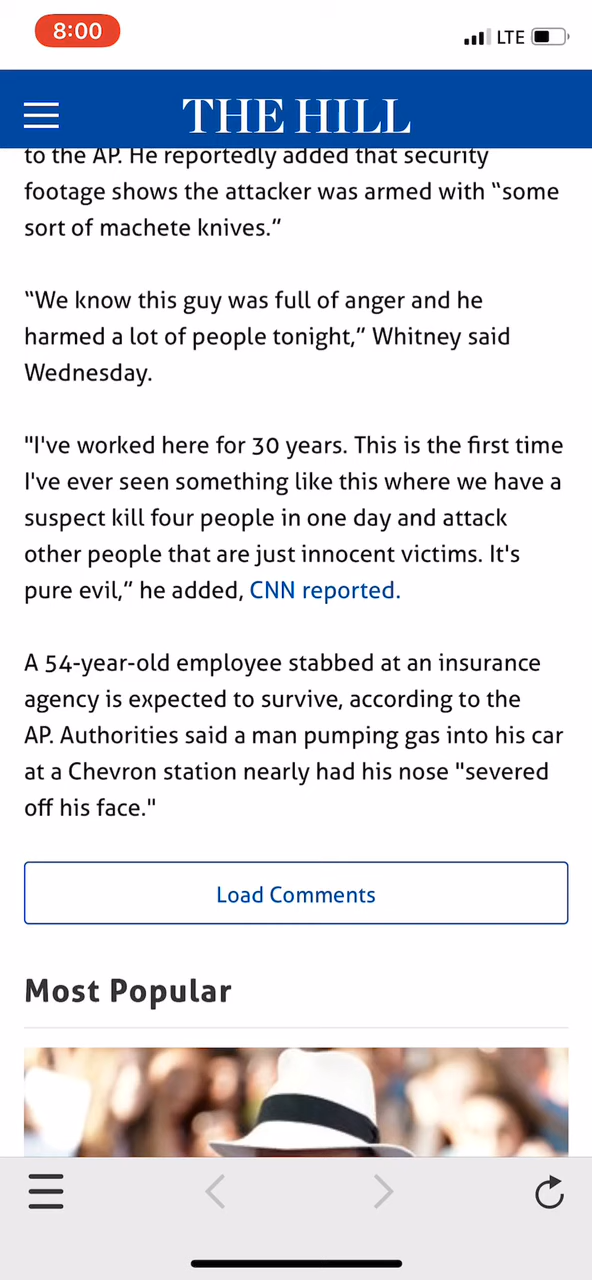 8:00
LTE
THE HILL
to the AP. He reportedly added that security
footage shows the attacker was armed with “some
sort of machete knives.”
“We know this guy was full of anger and he
harmed a lot of people tonight,” Whitney said
Wednesday.
"I've worked here for 30 years. This is the first time
I've ever seen something like this where we have a
suspect kill four people in one day and attack
other people that are just innocent victims. It's
pure evil,” he added, CNN reported.
A 54-year-old employee stabbed at an insurance
agency is expected to survive, according to the
AP. Authorities said a man pumping gas into his car
at a Chevron station nearly had his nose "severed
off his face."
Load Comments
Most Popular